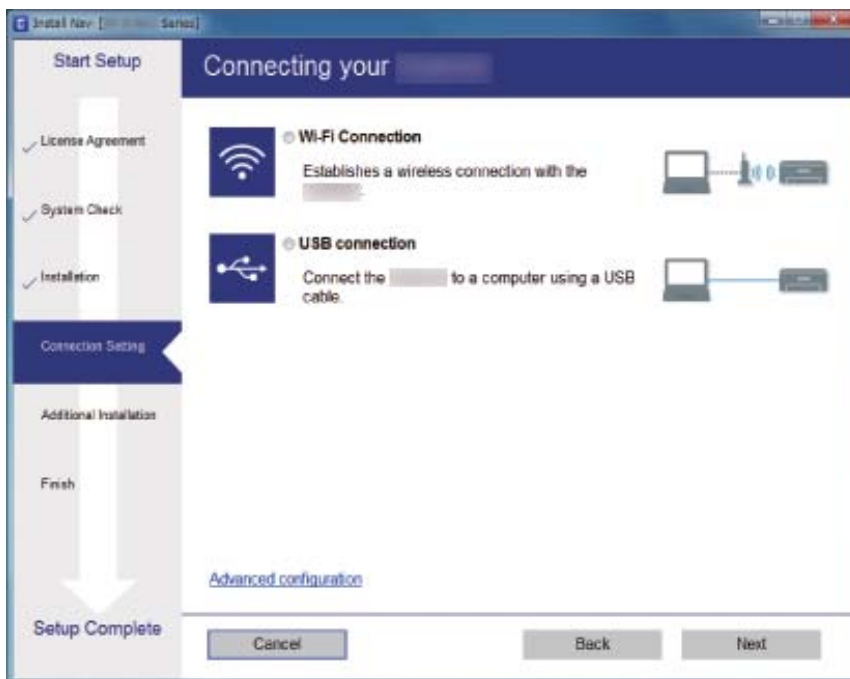 Install Navi [ Series]
Start Setup
License Agreement
System Check
Installation
Connection Setting
Additional Installation
Finish
Setup Complete
Connecting your
Wi-Fi Connection
Establishes a wireless connection with the
.
USB connection
Connect the to a computer using a USB
cable.
Advanced configuration
Cancel
Back
Next